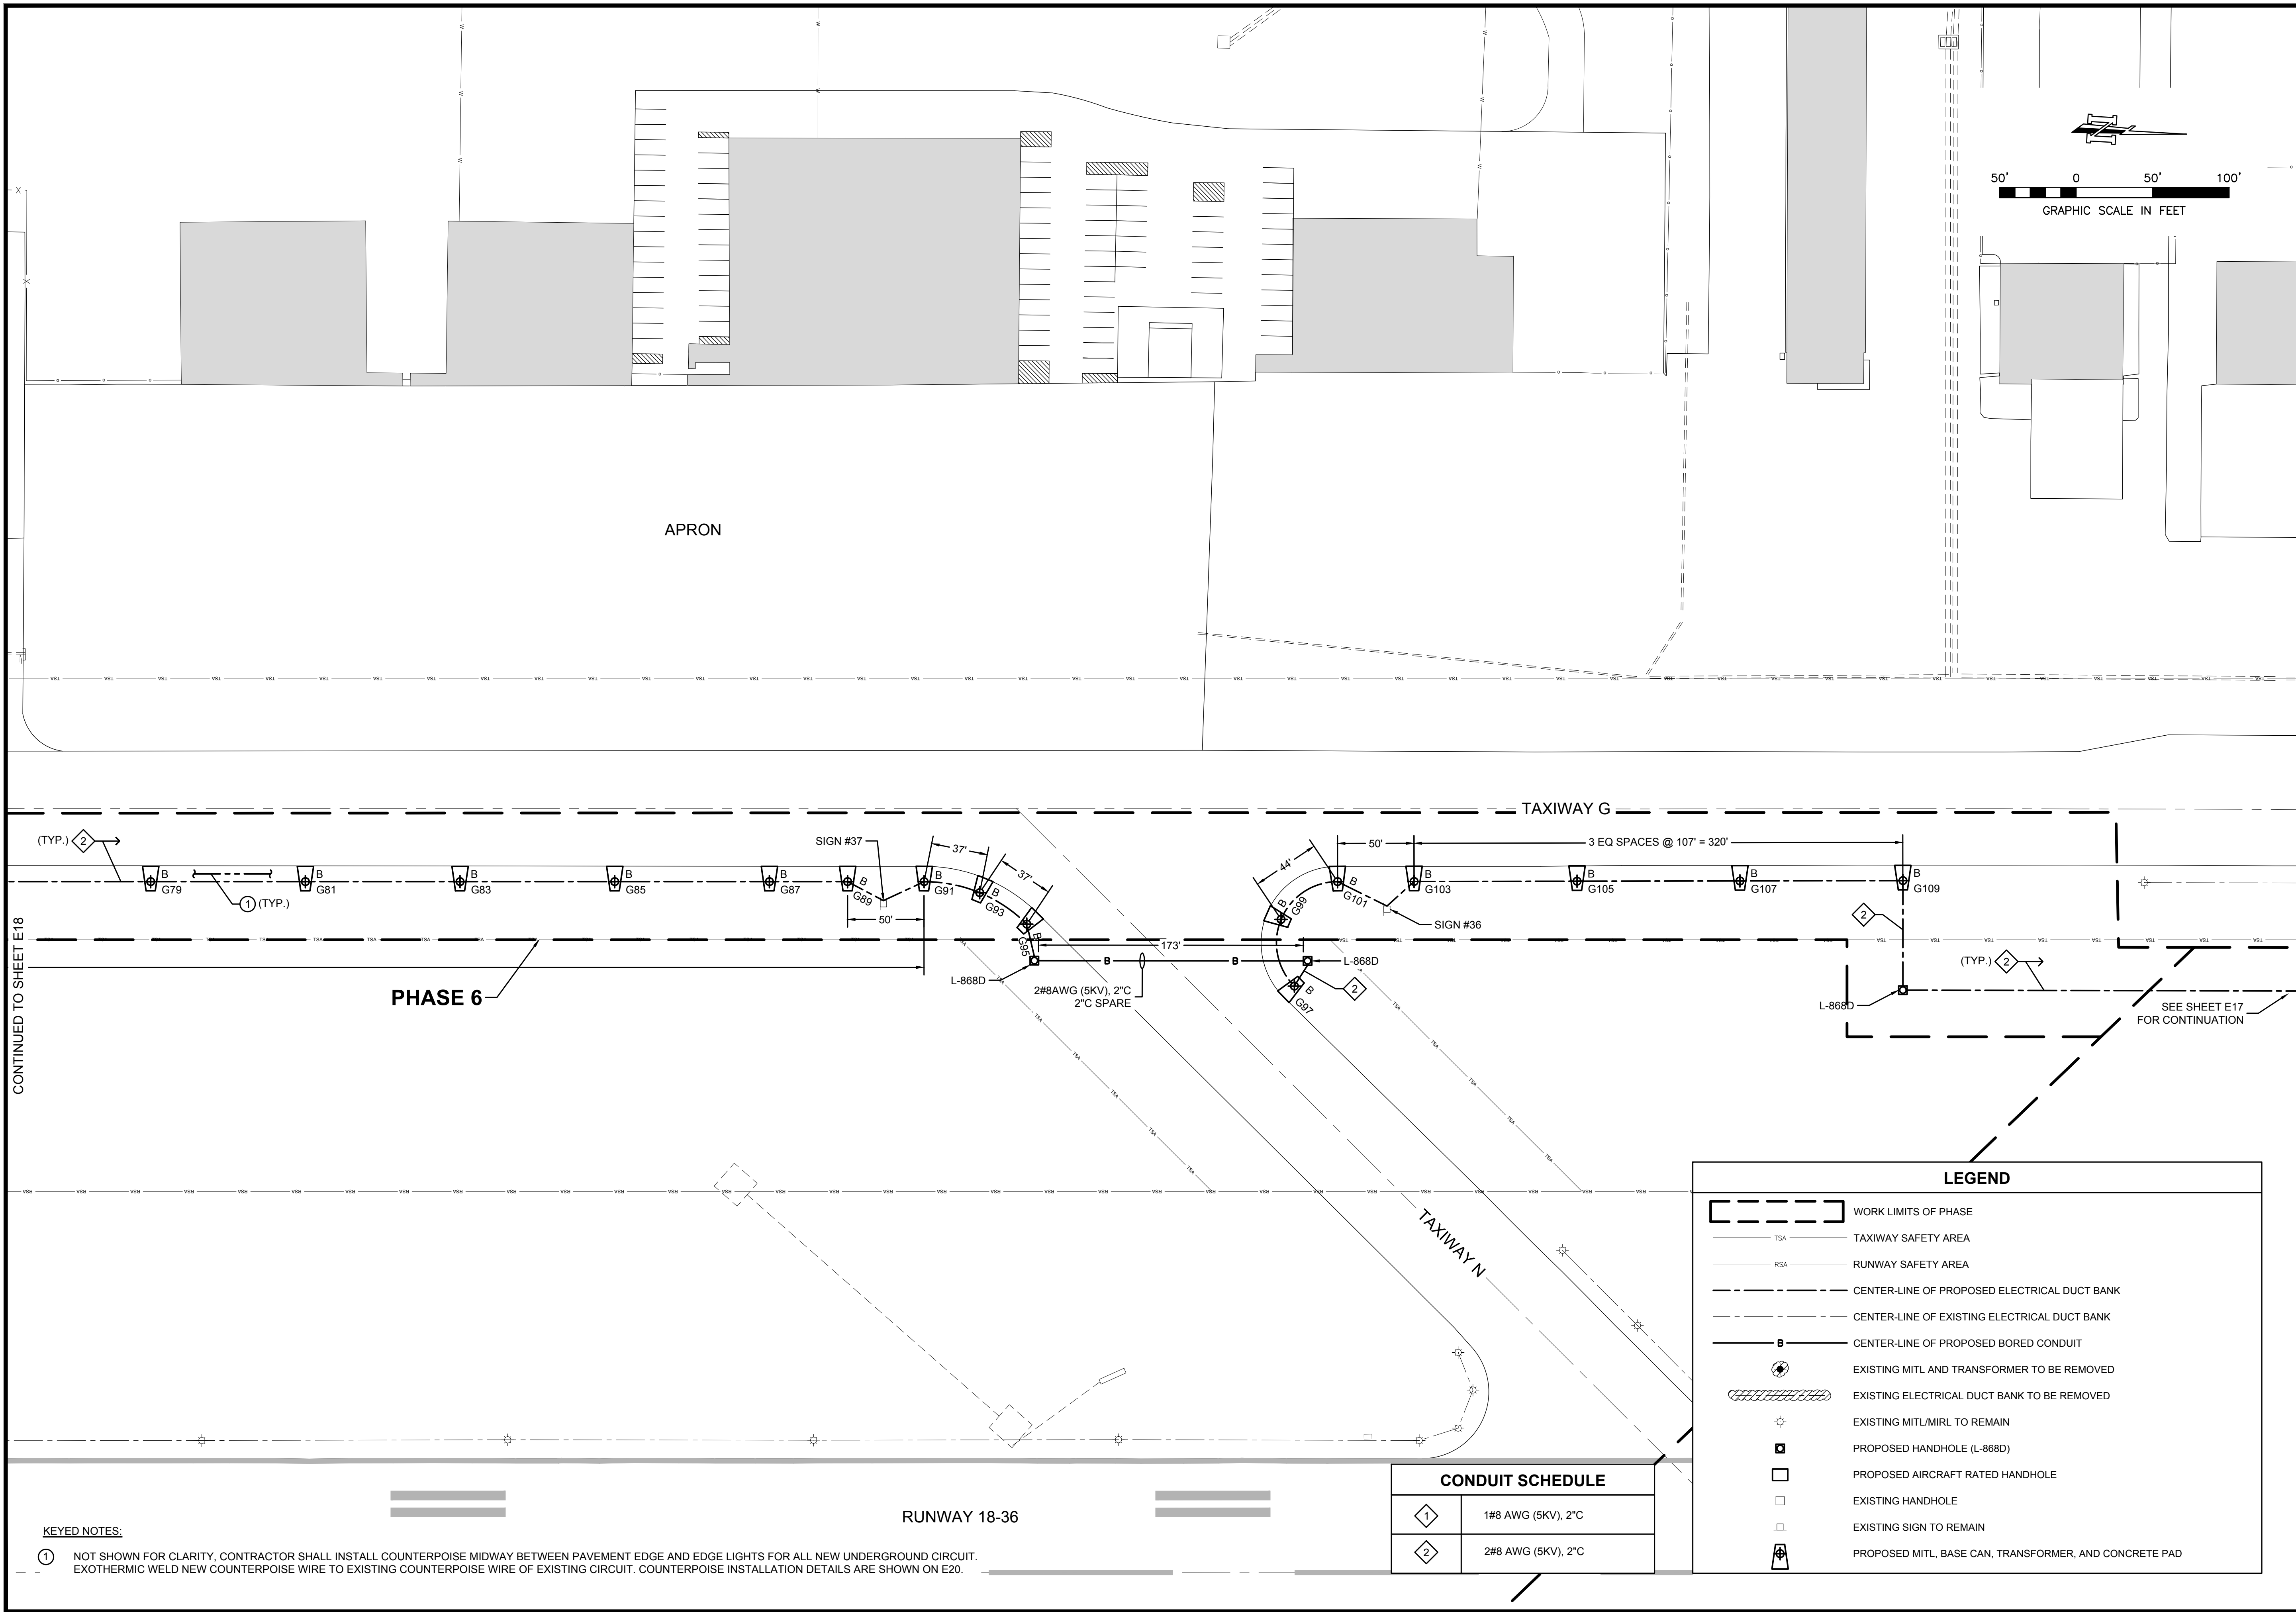 50' 0 50' 100'
GRAPHIC SCALE IN FEET
APRON
TAXIWAY G
(TYP.) 2
SIGN #37
37'
37'
44'
50'
3 EQ SPACES @ 107' = 320'
B G79
B G81
B G83
B G85
B G87
B G89
B G91
B G93
B G95
B G97
B G99
B G101
B G103
B G105
B G107
B G109
1 (TYP.)
50'
SIGN #36
2
CONTINUED TO SHEET E18
PHASE 6
173'
L-868D
B B
L-868D
2#8AWG (5KV), 2"C
2"C SPARE
2
L-868D
(TYP.) 2
SEE SHEET E17
FOR CONTINUATION
TSA
RSA
TAXIWAY N
RUNWAY 18-36
LEGEND
WORK LIMITS OF PHASE
TSA TAXIWAY SAFETY AREA
RSA RUNWAY SAFETY AREA
CENTER-LINE OF PROPOSED ELECTRICAL DUCT BANK
CENTER-LINE OF EXISTING ELECTRICAL DUCT BANK
B CENTER-LINE OF PROPOSED BORED CONDUIT
EXISTING MITL AND TRANSFORMER TO BE REMOVED
EXISTING ELECTRICAL DUCT BANK TO BE REMOVED
EXISTING MITL/MIRL TO REMAIN
PROPOSED HANDHOLE (L-868D)
PROPOSED AIRCRAFT RATED HANDHOLE
EXISTING HANDHOLE
EXISTING SIGN TO REMAIN
PROPOSED MITL, BASE CAN, TRANSFORMER, AND CONCRETE PAD
CONDUIT SCHEDULE
1 1#8 AWG (5KV), 2"C
2 2#8 AWG (5KV), 2"C
KEYED NOTES:
1 NOT SHOWN FOR CLARITY, CONTRACTOR SHALL INSTALL COUNTERPOISE MIDWAY BETWEEN PAVEMENT EDGE AND EDGE LIGHTS FOR ALL NEW UNDERGROUND CIRCUIT.
EXOTHERMIC WELD NEW COUNTERPOISE WIRE TO EXISTING COUNTERPOISE WIRE OF EXISTING CIRCUIT. COUNTERPOISE INSTALLATION DETAILS ARE SHOWN ON E20.